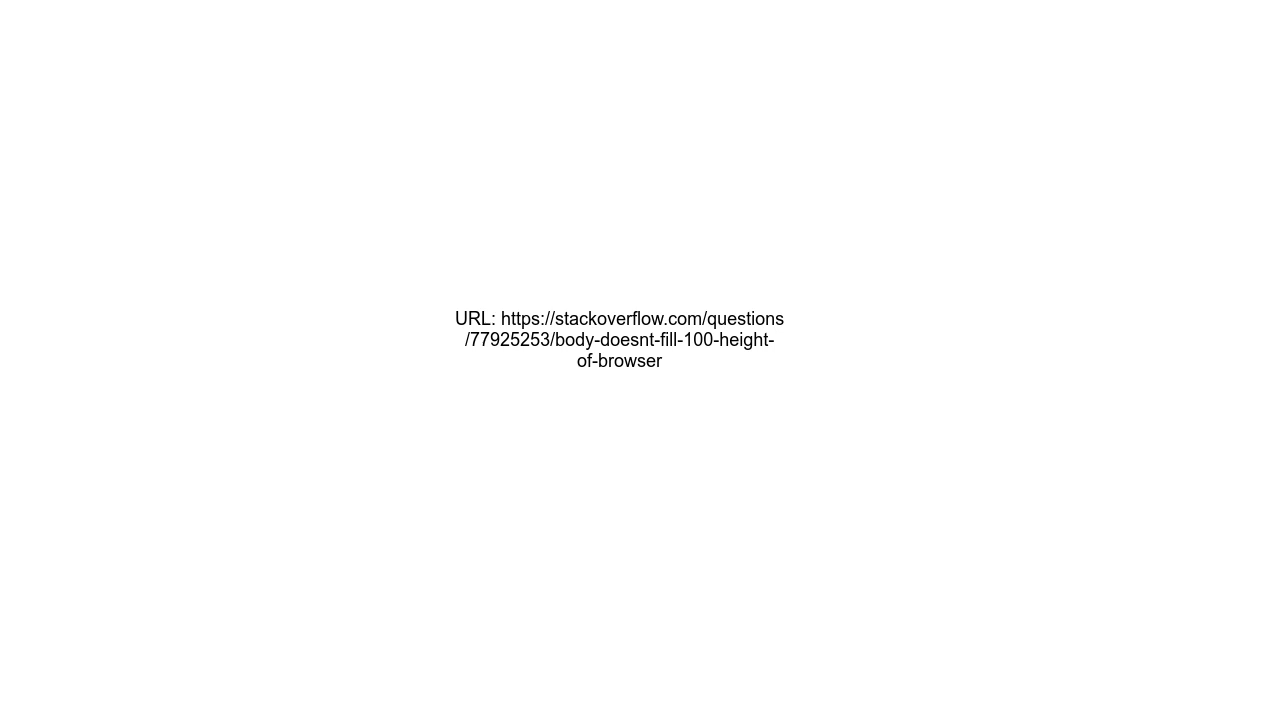 URL: https://stackoverflow.com/questions
/77925253/body-doesnt-fill-100-height-
of-browser